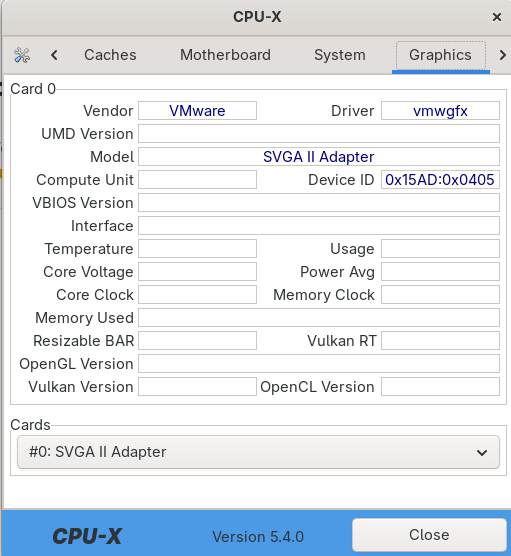 CPU-X
Caches Motherboard System Graphics
Card 0
Vendor VMware Driver vmwgfx
UMD Version
Model SVGA II Adapter
Compute Unit Device ID 0x15AD:0x0405
VBIOS Version
Interface
Temperature Usage
Core Voltage Power Avg
Core Clock Memory Clock
Memory Used
Resizable BAR Vulkan RT
OpenGL Version
Vulkan Version OpenCL Version
Cards
#0: SVGA II Adapter
CPU-X Version 5.4.0 Close